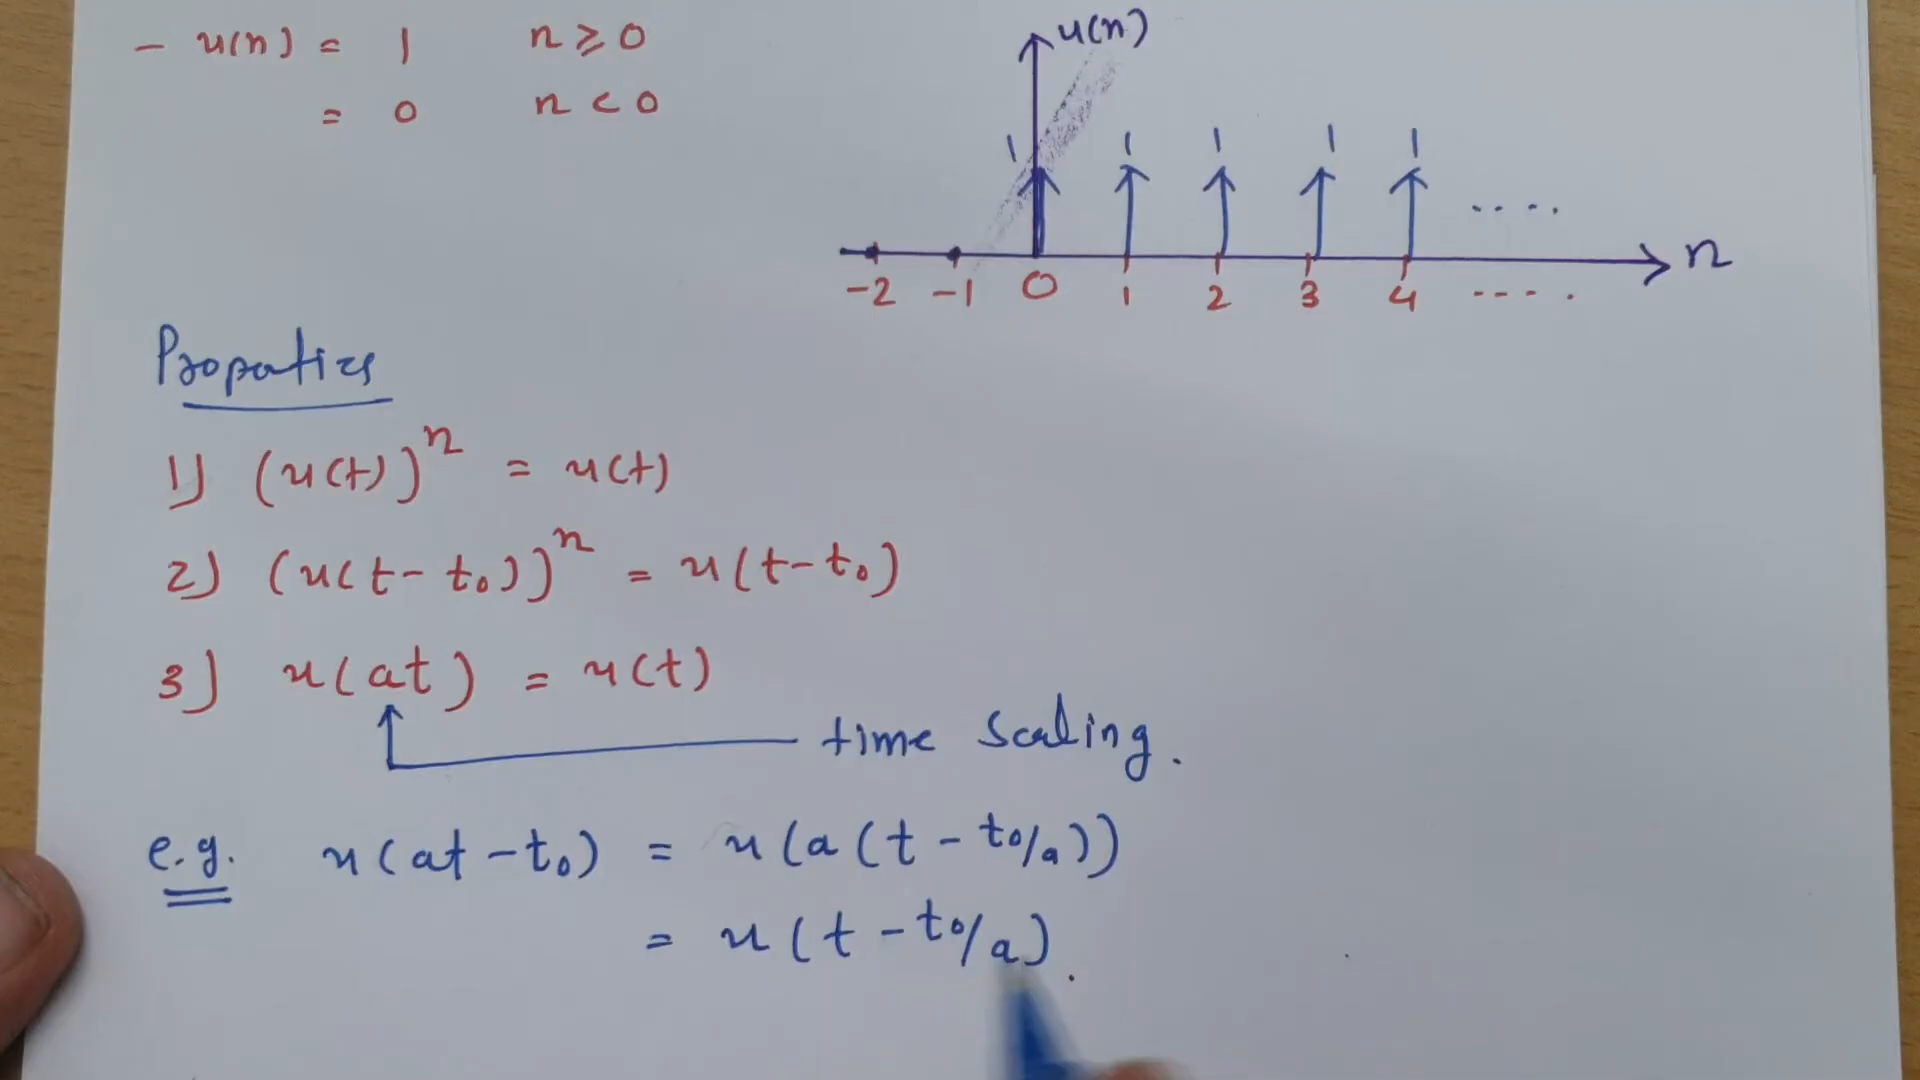 - u(n) = 1 n ≥ 0
= 0 n < 0
u(n)
1 1 1 1 1
....
n
-2 -1 0 1 2 3 4 ....
Properties
1) (u(t))^n = u(t)
2) (u(t - t₀))^n = u(t - t₀)
3) u(at) = u(t)
time scaling.
e.g. u(at - t₀) = u(a(t - t₀/a))
= u(t - t₀/a).